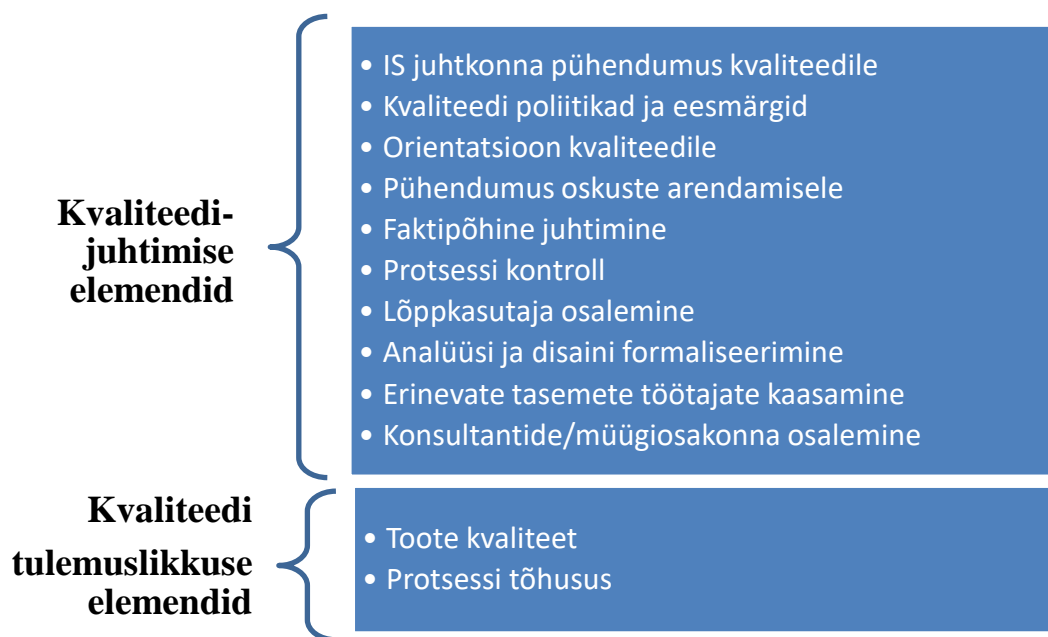 Kvaliteedi-
juhtimise
elemendid
• IS juhtkonna pühendumus kvaliteedile
• Kvaliteedi poliitikad ja eesmärgid
• Orientatsioon kvaliteedile
• Pühendumus oskuste arendamisele
• Faktipõhine juhtimine
• Protsessi kontroll
• Lõppkasutaja osalemine
• Analüüsi ja disaini formaliseerimine
• Erinevate tasemete töötajate kaasamine
• Konsultantide/müügiosakonna osalemine
Kvaliteedi
tulemuslikkuse
elemendid
• Toote kvaliteet
• Protsessi tõhusus